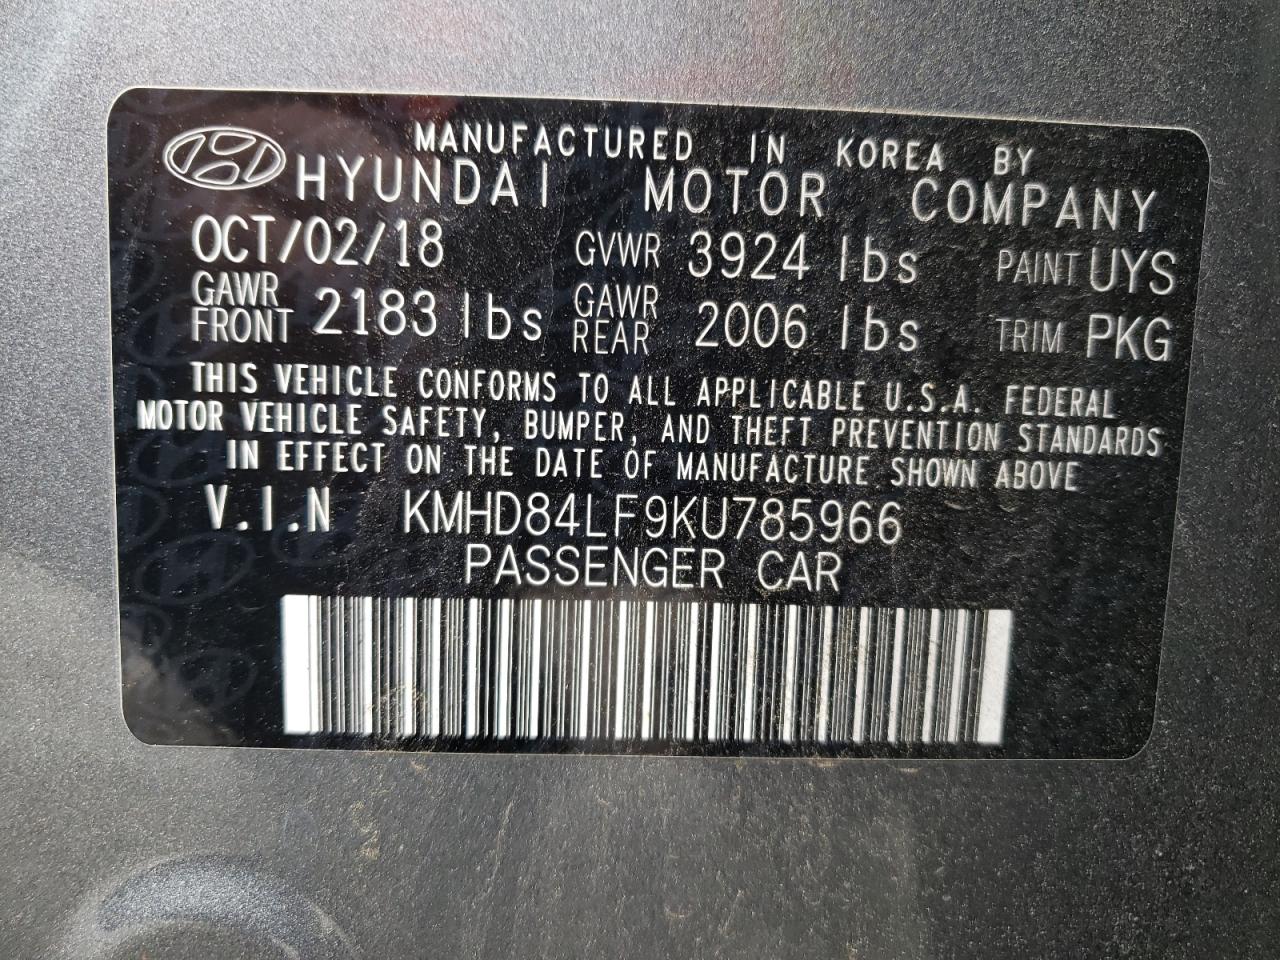 MANUFACTURED IN KOREA BY
HYUNDAI MOTOR COMPANY
OCT/02/18 GVWR 3924 lbs PAINT UYS
GAWR FRONT 2183 lbs GAWR REAR 2006 lbs TRIM PKG
THIS VEHICLE CONFORMS TO ALL APPLICABLE U.S.A. FEDERAL
MOTOR VEHICLE SAFETY, BUMPER, AND THEFT PREVENTION STANDARDS
IN EFFECT ON THE DATE OF MANUFACTURE SHOWN ABOVE
V.I.N KMHD84LF9KU785966
PASSENGER CAR